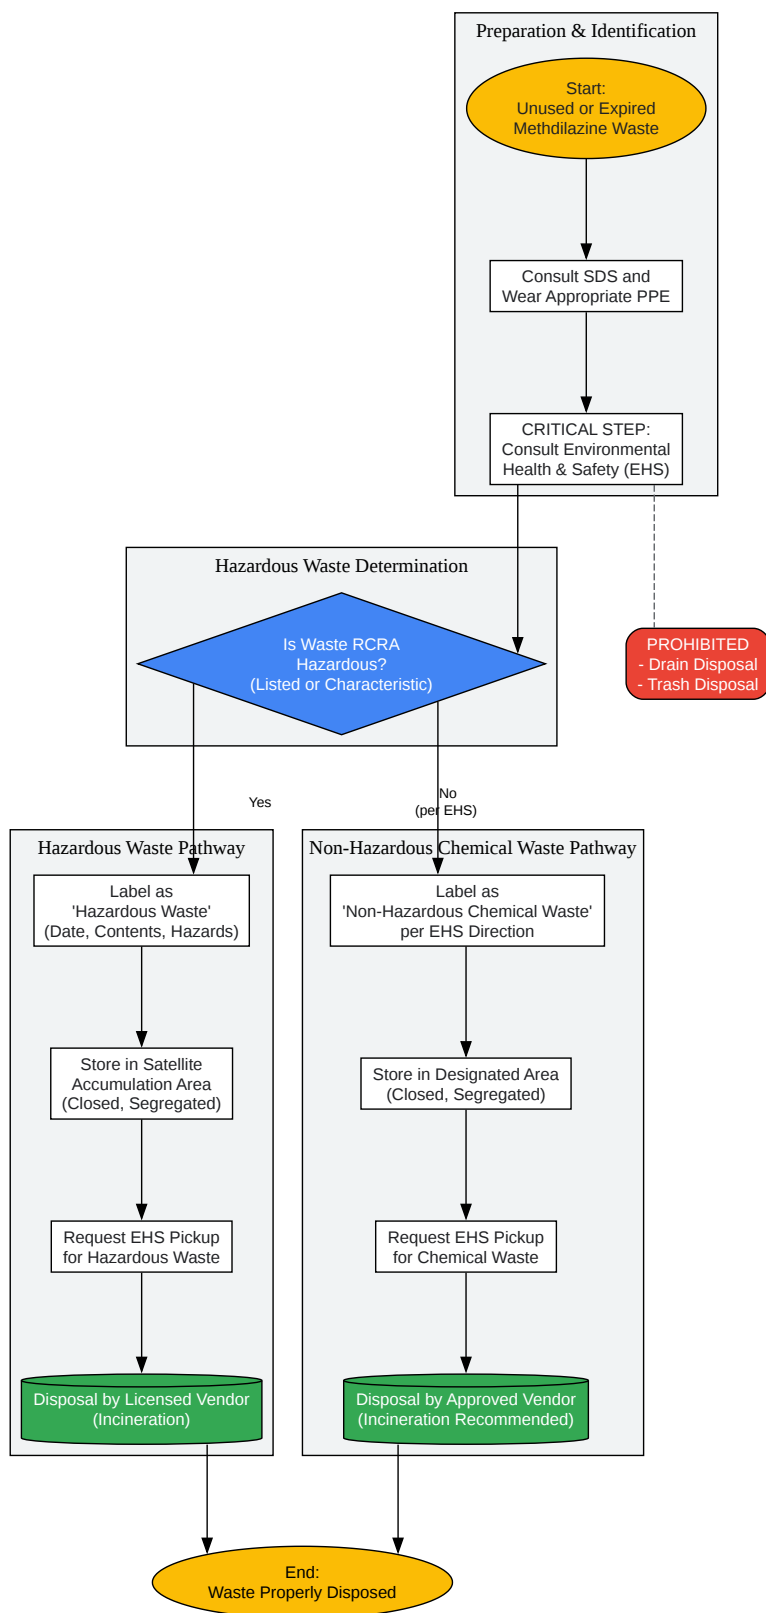 Preparation & Identification
Start:
Unused or Expired
Methdilazine Waste
Consult SDS and
Wear Appropriate PPE
CRITICAL STEP:
Consult Environmental
Health & Safety (EHS)
Hazardous Waste Determination
Is Waste RCRA
Hazardous?
(Listed or Characteristic)
PROHIBITED
- Drain Disposal
- Trash Disposal
Yes
No
(per EHS)
Hazardous Waste Pathway
Label as
'Hazardous Waste'
(Date, Contents, Hazards)
Store in Satellite
Accumulation Area
(Closed, Segregated)
Request EHS Pickup
for Hazardous Waste
Disposal by Licensed Vendor
(Incineration)
Non-Hazardous Chemical Waste Pathway
Label as
'Non-Hazardous Chemical Waste'
per EHS Direction
Store in Designated Area
(Closed, Segregated)
Request EHS Pickup
for Chemical Waste
Disposal by Approved Vendor
(Incineration Recommended)
End:
Waste Properly Disposed